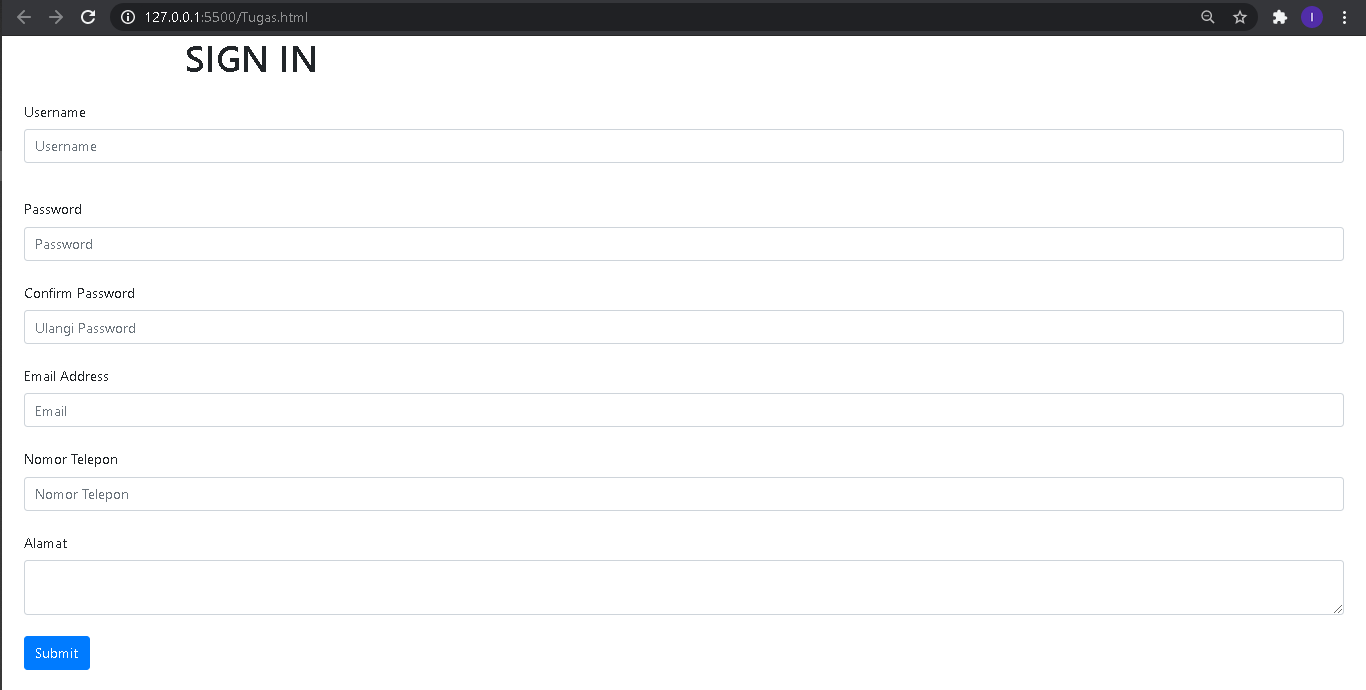 127.0.0.1:5500/Tugas.html
I
SIGN IN
Username
Username
Password
Password
Confirm Password
Ulangi Password
Email Address
Email
Nomor Telepon
Nomor Telepon
Alamat
Submit